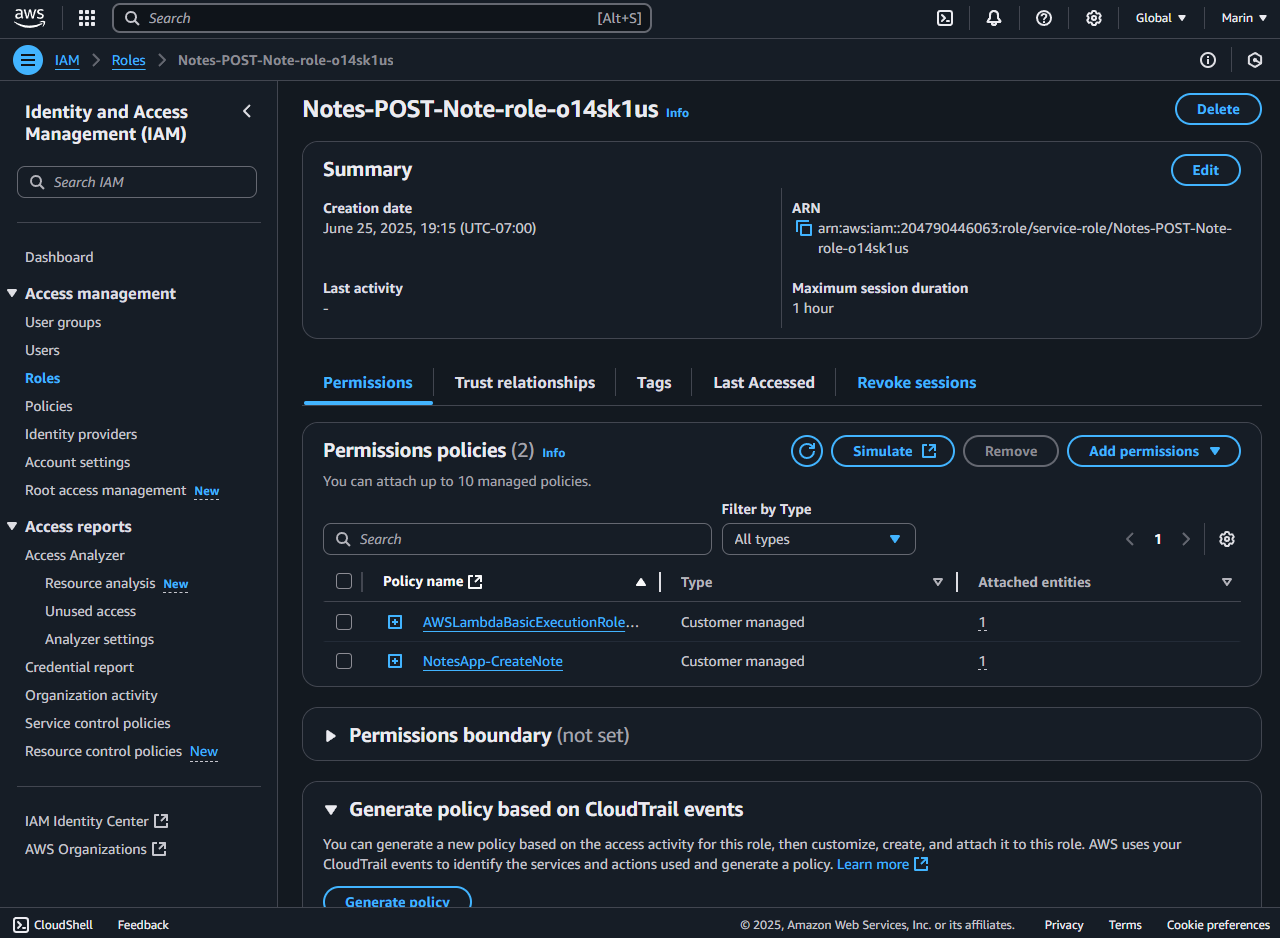 aws
Search [Alt+S]
Global
Marin
IAM
Roles
Notes-POST-Note-role-o14sk1us
Identity and Access
Management (IAM)
Search IAM
Dashboard
Access management
User groups
Users
Roles
Policies
Identity providers
Account settings
Root access management New
Access reports
Access Analyzer
Resource analysis New
Unused access
Analyzer settings
Credential report
Organization activity
Service control policies
Resource control policies New
IAM Identity Center
AWS Organizations
Notes-POST-Note-role-o14sk1us Info
Delete
Summary
Edit
Creation date
June 25, 2025, 19:15 (UTC-07:00)
ARN
arn:aws:iam::204790446063:role/service-role/Notes-POST-Note-
role-o14sk1us
Last activity
-
Maximum session duration
1 hour
Permissions
Trust relationships
Tags
Last Accessed
Revoke sessions
Permissions policies (2) Info
Simulate
Remove
Add permissions
You can attach up to 10 managed policies.
Filter by Type
Search
All types
1
Policy name
Type
Attached entities
AWSLambdaBasicExecutionRole...
Customer managed
1
NotesApp-CreateNote
Customer managed
1
Permissions boundary (not set)
Generate policy based on CloudTrail events
You can generate a new policy based on the access activity for this role, then customize, create, and attach it to this role. AWS uses your
CloudTrail events to identify the services and actions used and generate a policy. Learn more
Generate policy
CloudShell
Feedback
© 2025, Amazon Web Services, Inc. or its affiliates.
Privacy
Terms
Cookie preferences